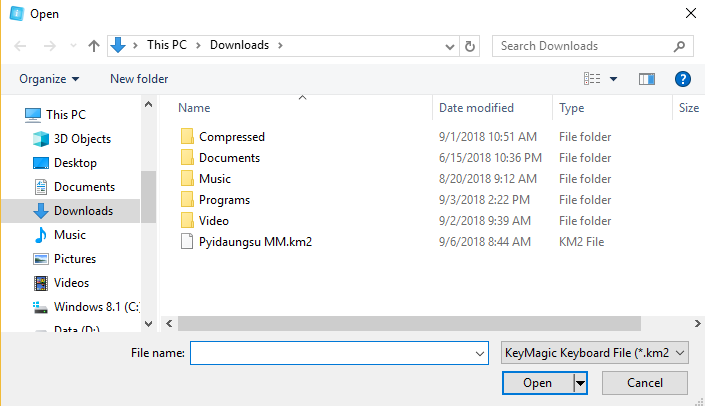 Open
This PC > Downloads >
Search Downloads
Organize
New folder
Name
Date modified
Type
Size
This PC
3D Objects
Desktop
Documents
Downloads
Music
Pictures
Videos
Windows 8.1 (C:)
Data (D:)
Compressed 9/1/2018 10:51 AM File folder
Documents 6/15/2018 10:36 PM File folder
Music 8/20/2018 9:12 AM File folder
Programs 9/3/2018 2:22 PM File folder
Video 9/2/2018 9:39 AM File folder
Pyidaungsu MM.km2 9/6/2018 8:44 AM KM2 File
File name:
KeyMagic Keyboard File (*.km2
Open
Cancel